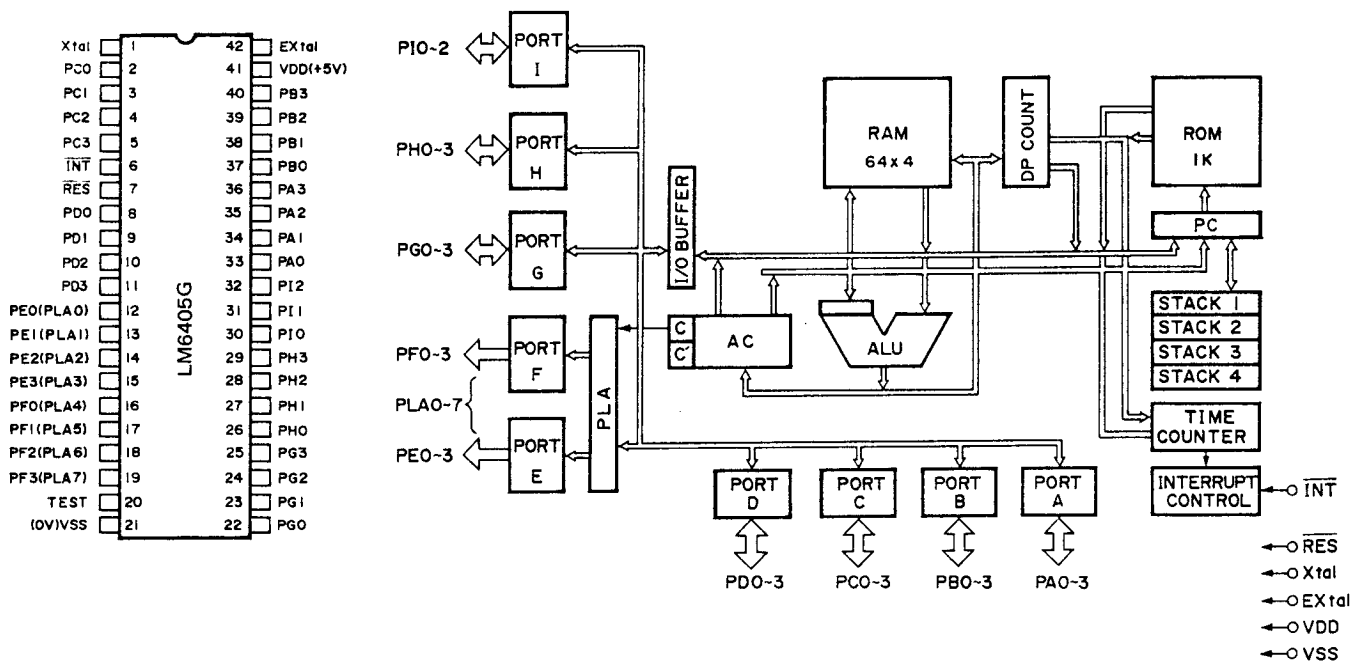 Xtal 1 42 EXtal
PC0 2 41 VDD(+5V)
PC1 3 40 PB3
PC2 4 39 PB2
PC3 5 38 PB1
INT 6 37 PB0
RES 7 36 PA3
PD0 8 35 PA2
PD1 9 34 PA1
PD2 10 33 PA0
PD3 11 32 PI2
PE0(PLA0) 12 31 PI1
PE1(PLA1) 13 30 PI0
PE2(PLA2) 14 29 PH3
PE3(PLA3) 15 28 PH2
PF0(PLA4) 16 27 PH1
PF1(PLA5) 17 26 PH0
PF2(PLA6) 18 25 PG3
PF3(PLA7) 19 24 PG2
TEST 20 23 PG1
(0V)VSS 21 22 PG0
LM6405G
PI0~2
PORT
I
PH0~3
PORT
H
PG0~3
PORT
G
PF0~3
PORT
F
PLA0~7
PE0~3
PORT
E
PLA
I/O BUFFER
C
C'
AC
RAM
64x4
ALU
DP COUNT
ROM
1K
PC
STACK 1
STACK 2
STACK 3
STACK 4
TIME
COUNTER
INTERRUPT
CONTROL
INT
PORT
D
PORT
C
PORT
B
PORT
A
PD0~3
PC0~3
PB0~3
PA0~3
RES
Xtal
EXtal
VDD
VSS